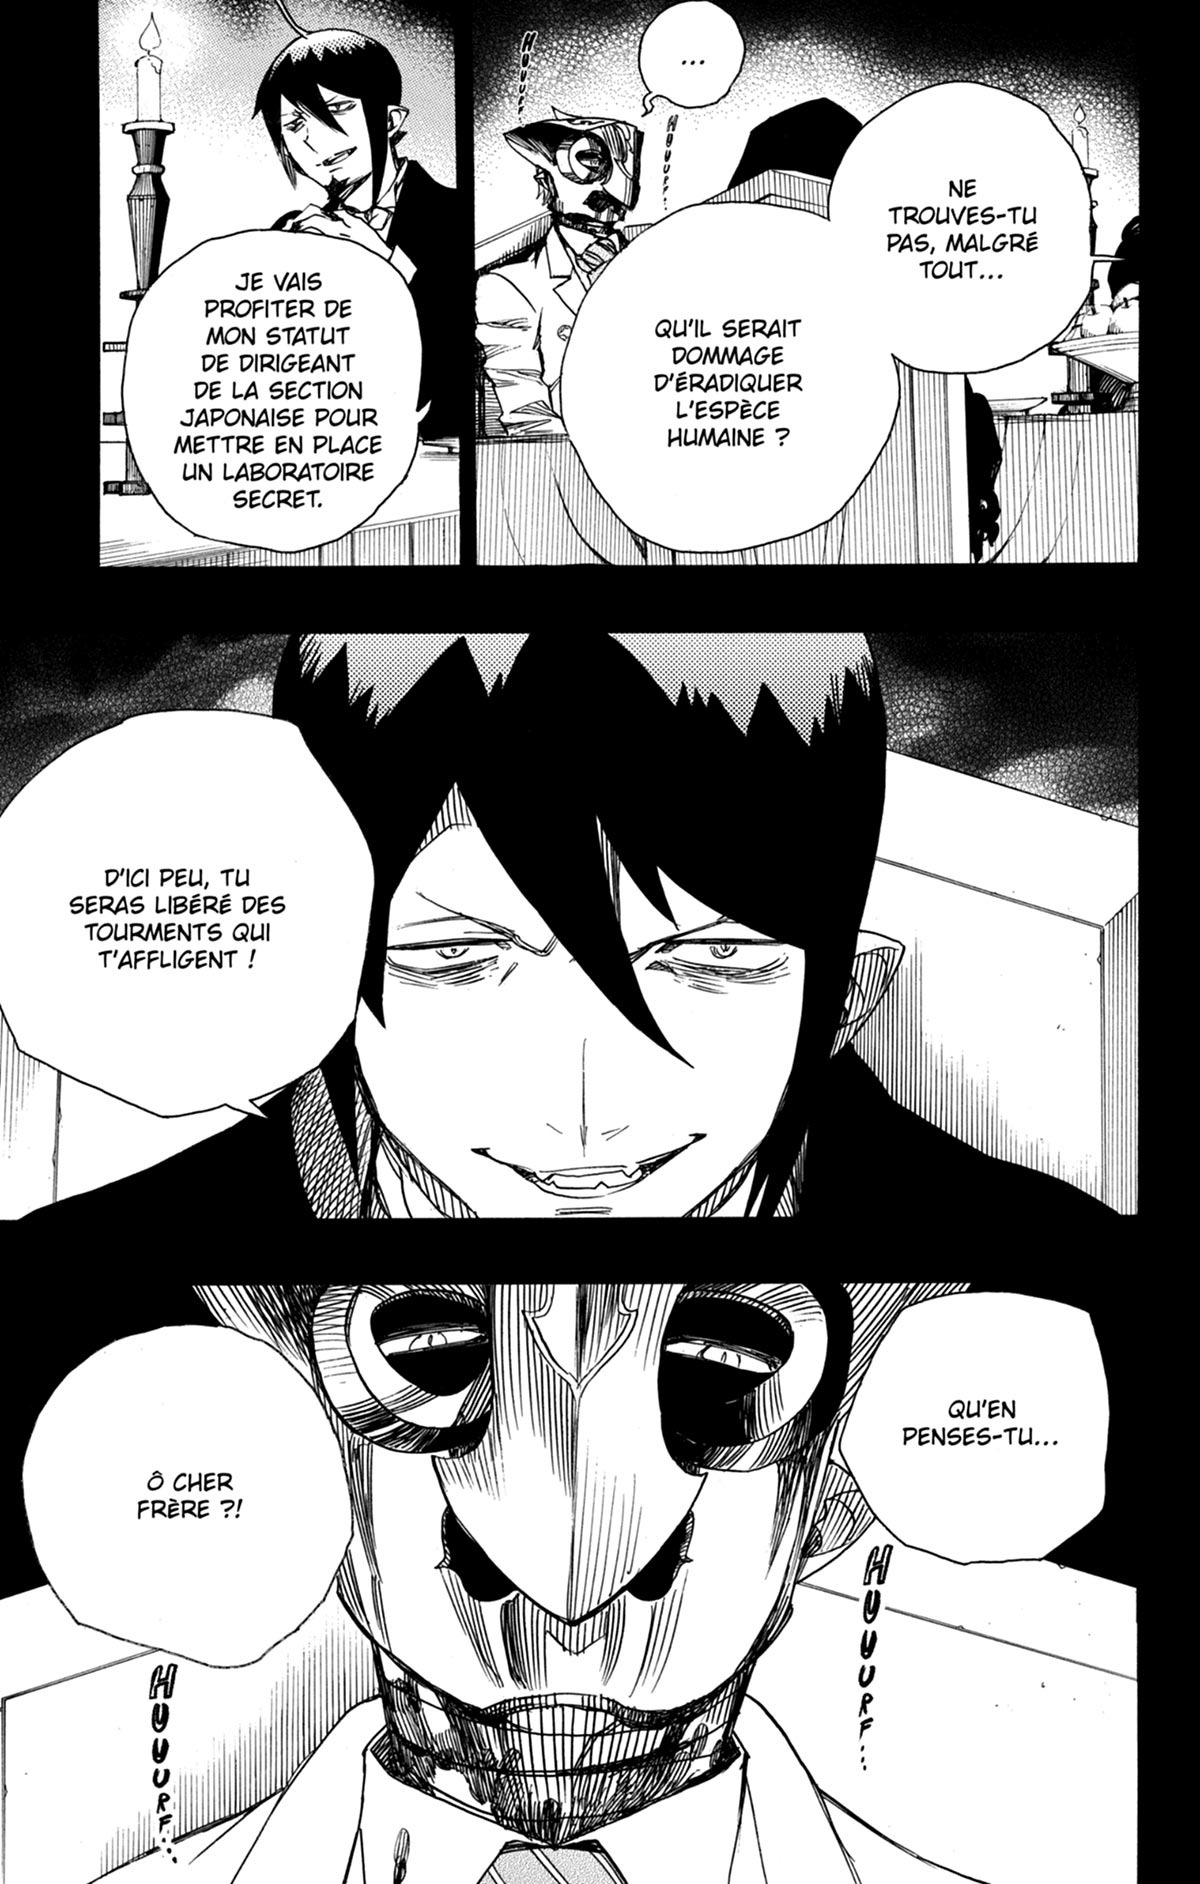 ...
HUUURF
HUUURF...
NE
TROUVES-TU
PAS, MALGRÉ
TOUT...
QU'IL SERAIT
DOMMAGE
D'ÉRADIQUER
L'ESPÈCE
HUMAINE ?
JE VAIS
PROFITER DE
MON STATUT
DE DIRIGEANT
DE LA SECTION
JAPONAISE POUR
METTRE EN PLACE
UN LABORATOIRE
SECRET.
D'ICI PEU, TU
SERAS LIBÉRÉ DES
TOURMENTS QUI
T'AFFLIGENT !
QU'EN
PENSES-TU...
HUUURF...
Ô CHER
FRÈRE ?!
HUUURF...